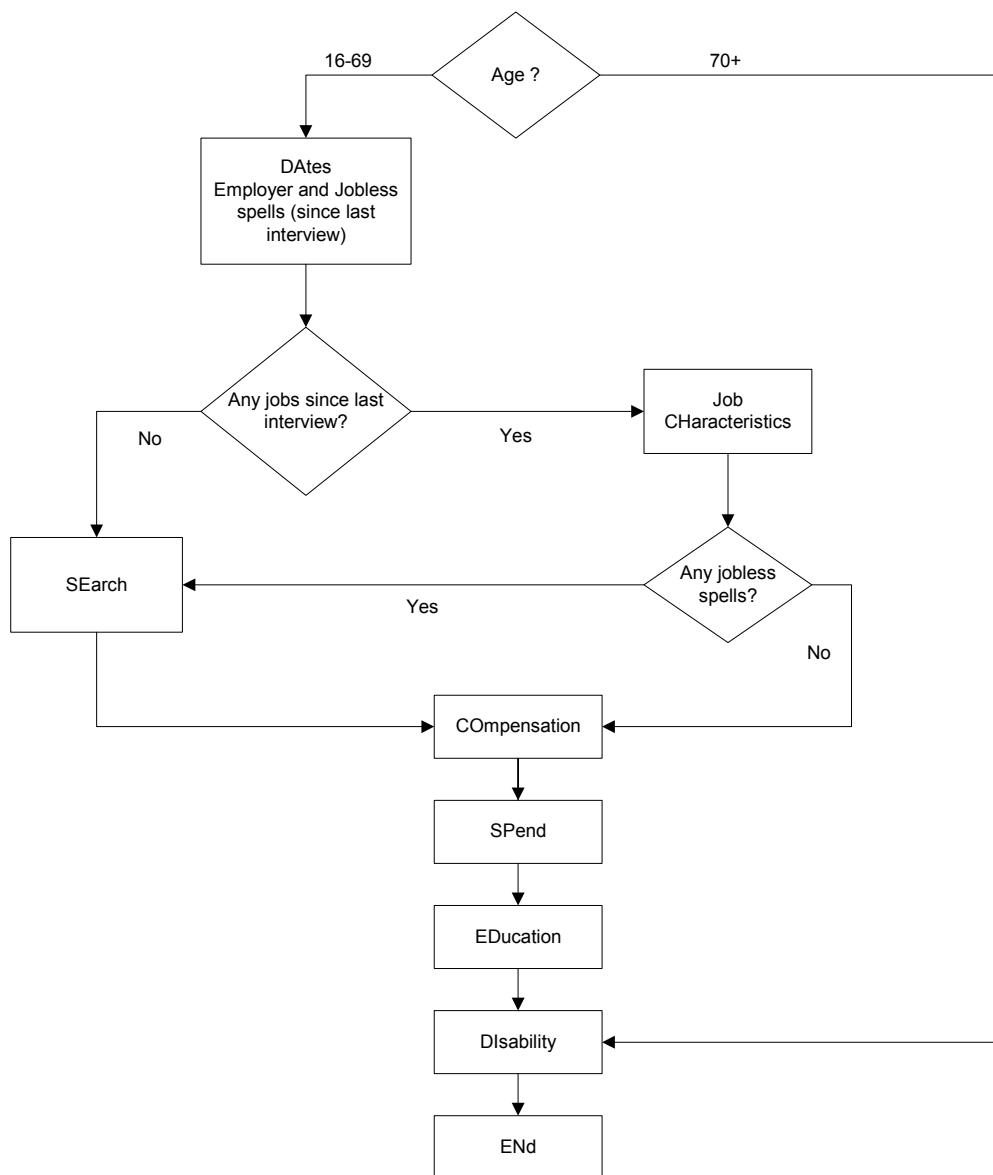 16-69
Age ?
70+
DAtes
Employer and Jobless
spells (since last
interview)
Any jobs since last
interview?
Job
CHaracteristics
No
Yes
SEarch
Any jobless
spells?
Yes
No
COmpensation
SPend
EDucation
DIsability
ENd